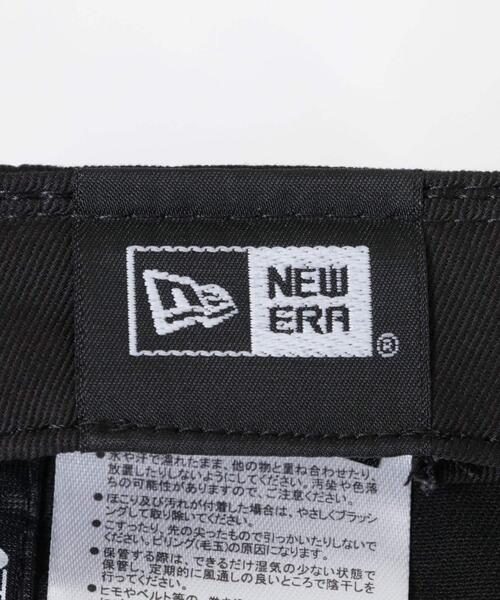 NEW
ERA
®
水や汗で濡れたまま、他の物と重ね合わせたり、
放置したりしないようにしてください。汚染や色落
ちの可能性がありますので、ご注意ください。
●ほこり及び汚れが付着した場合は、やさしくブラッシ
ングして取り除いてください。
●こすったり、先の尖ったもので引っかいたりしないで
ください。ピリング(毛玉)の原因になります。
●保管する際は、できるだけ湿気の少ない状態で
保管し、定期的に風通しの良いところで陰干しを
行ってください。
●ヒモやベルト等の